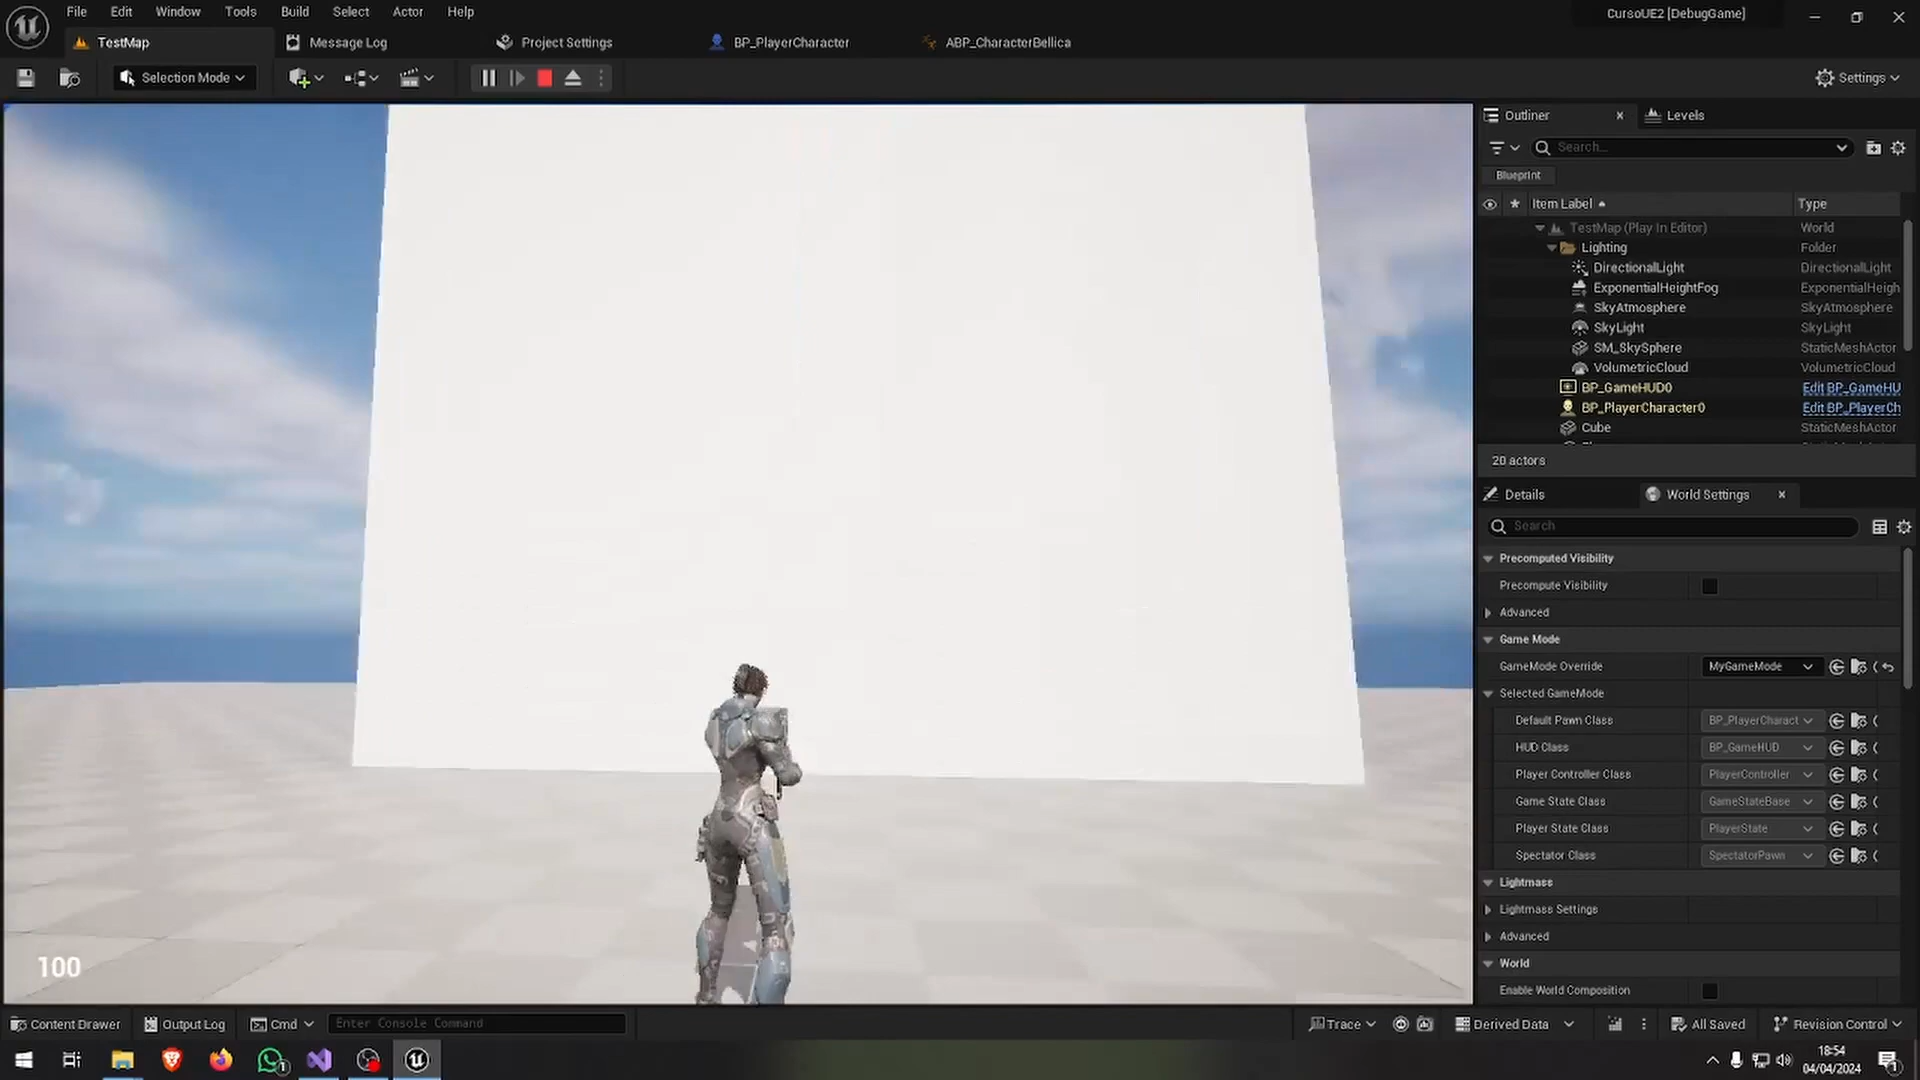 File Edit Window Tools Build Select Actor Help
CursoUE2 [DebugGame]
TestMap
Message Log
Project Settings
BP_PlayerCharacter
ABP_CharacterBellica
Selection Mode
Settings
Outliner
Levels
Search...
Blueprint
Item Label
Type
TestMap (Play In Editor) World
Lighting Folder
DirectionalLight DirectionalLight
ExponentialHeightFog ExponentialHeigh
SkyAtmosphere SkyAtmosphere
SkyLight SkyLight
SM_SkySphere StaticMeshActor
VolumetricCloud VolumetricCloud
BP_GameHUD0 Edit BP_GameHU
BP_PlayerCharacter0 Edit BP_PlayerCh
Cube StaticMeshActor
20 actors
Details
World Settings
Search
Precomputed Visibility
Precompute Visibility
Advanced
Game Mode
GameMode Override MyGameMode
Selected GameMode
Default Pawn Class BP_PlayerCharact
HUD Class BP_GameHUD
Player Controller Class PlayerController
Game State Class GameStateBase
Player State Class PlayerState
Spectator Class SpectatorPawn
Lightmass
Lightmass Settings
Advanced
World
Enable World Composition
100
Content Drawer
Output Log
Cmd
Enter Console Command
Trace
Derived Data
All Saved
Revision Control
18:54
04/04/2024